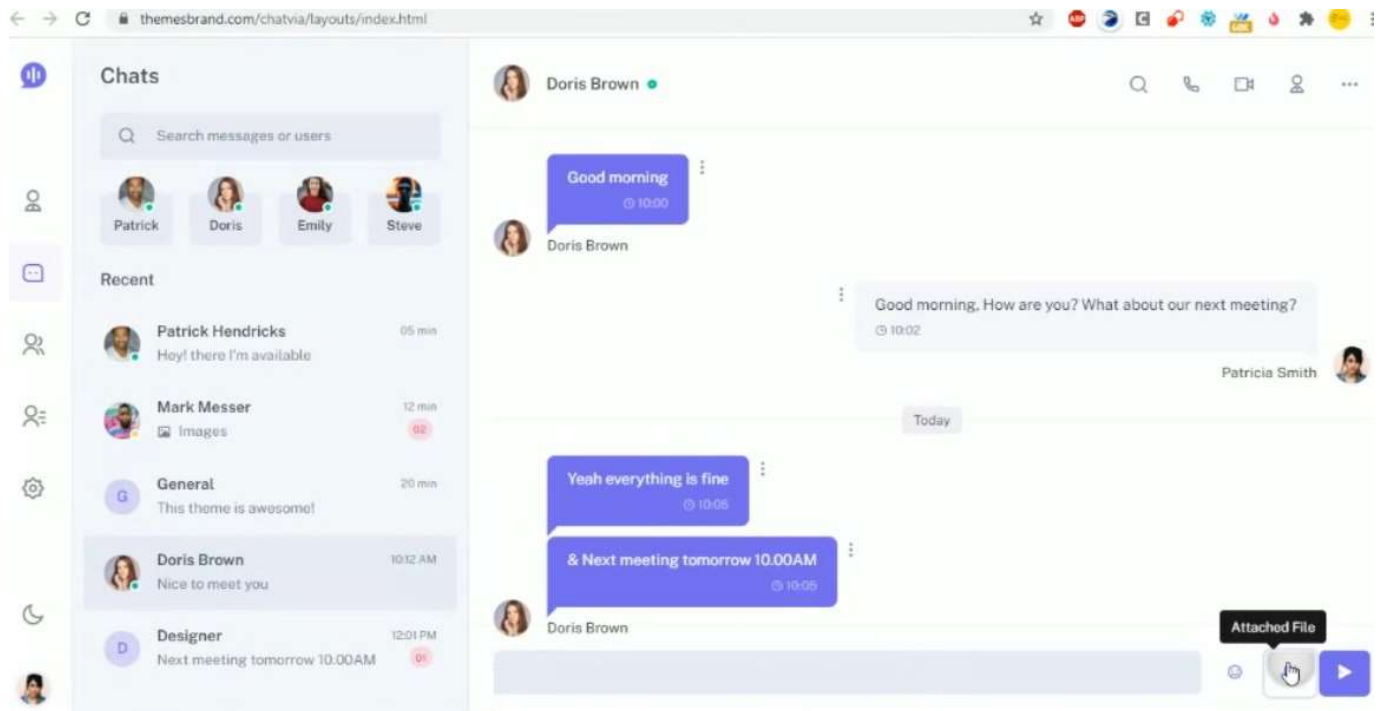 themesbrand.com/chatvia/layouts/index.html
Chats
Search messages or users
Patrick
Doris
Emily
Steve
Recent
Patrick Hendricks
05 min
Hey! there I'm available
Mark Messer
12 min
Images
02
G
General
20 min
This theme is awesome!
Doris Brown
10:12 AM
Nice to meet you
D
Designer
12:01 PM
Next meeting tomorrow 10.00AM
01
Doris Brown
Good morning
10:00
Doris Brown
Good morning, How are you? What about our next meeting?
10:02
Patricia Smith
Today
Yeah everything is fine
10:05
& Next meeting tomorrow 10.00AM
10:05
Doris Brown
Attached File